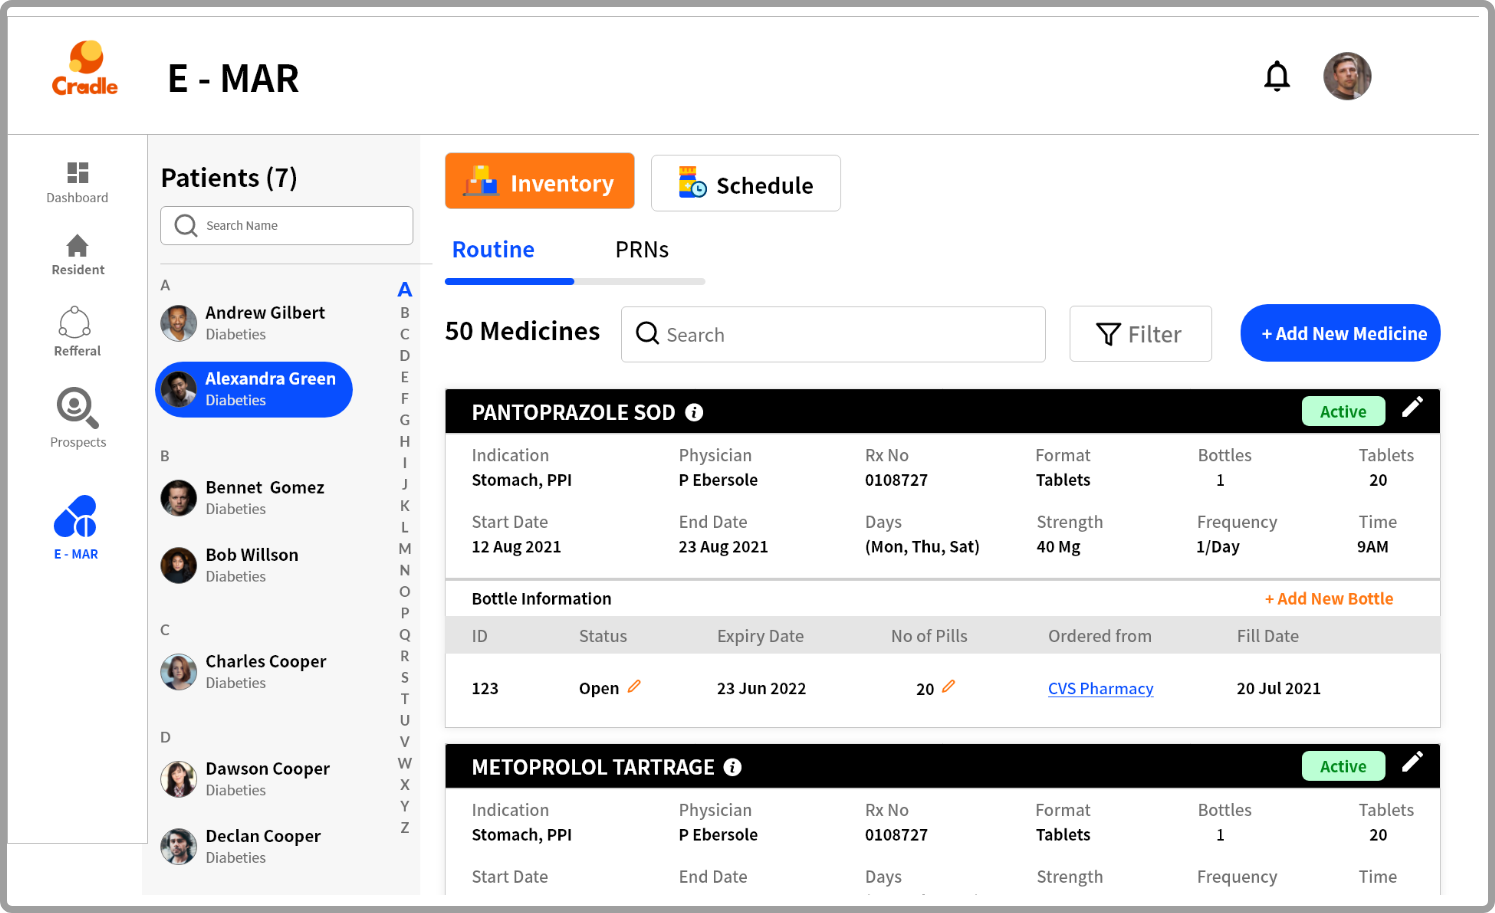 Cradle
E - MAR
Dashboard
Resident
Refferal
Prospects
E - MAR
Patients (7)
Search Name
A
Andrew Gilbert
Diabeties
Alexandra Green
Diabeties
B
Bennet  Gomez
Diabeties
Bob Willson
Diabeties
C
Charles Cooper
Diabeties
D
Dawson Cooper
Diabeties
Declan Cooper
Diabeties
A
B
C
D
E
F
G
H
I
J
K
L
M
N
O
P
Q
R
S
T
U
V
W
X
Y
Z
Inventory Schedule
Routine PRNs
50 Medicines Search Filter + Add New Medicine
PANTOPRAZOLE SOD Active
Indication Physician Rx No Format Bottles Tablets
Stomach, PPI P Ebersole 0108727 Tablets 1 20
Start Date End Date Days Strength Frequency Time
12 Aug 2021 23 Aug 2021 (Mon, Thu, Sat) 40 Mg 1/Day 9AM
Bottle Information + Add New Bottle
ID Status Expiry Date No of Pills Ordered from Fill Date
123 Open 23 Jun 2022 20 CVS Pharmacy 20 Jul 2021
METOPROLOL TARTRAGE Active
Indication Physician Rx No Format Bottles Tablets
Stomach, PPI P Ebersole 0108727 Tablets 1 20
Start Date End Date Days Strength Frequency Time